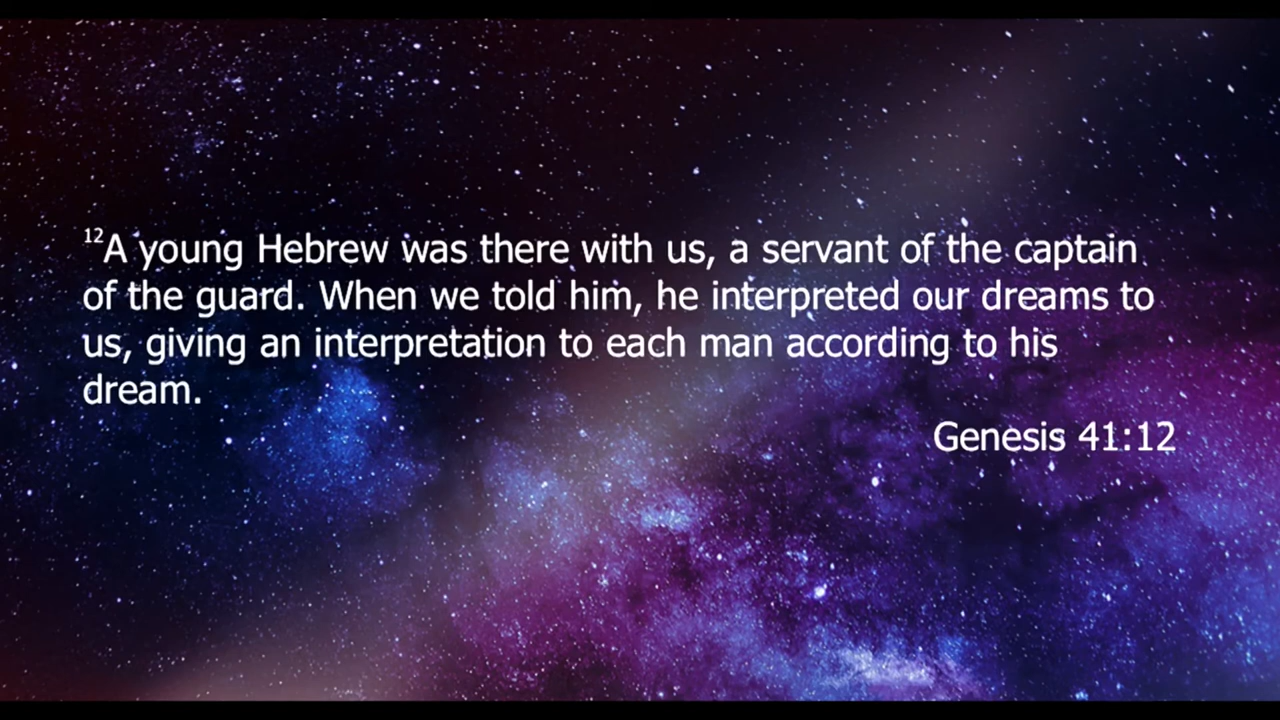 ¹²A young Hebrew was there with us, a servant of the captain
of the guard. When we told him, he interpreted our dreams to
us, giving an interpretation to each man according to his
dream.
Genesis 41:12